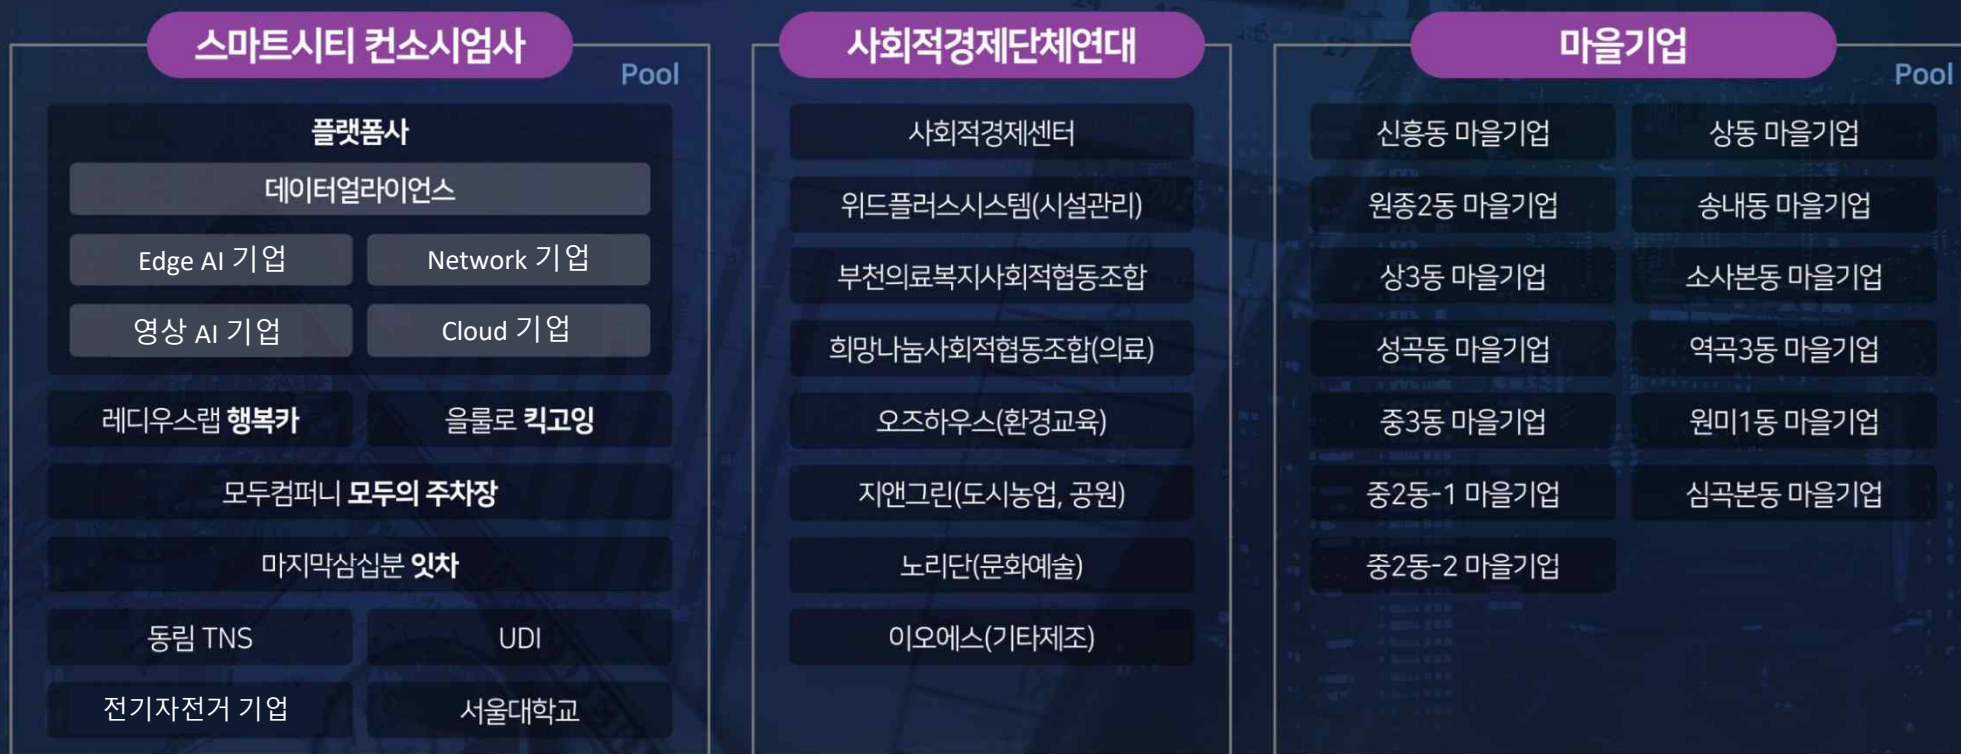 스마트시티 컨소시엄사
Pool
플랫폼사
데이터얼라이언스
Edge AI 기업
Network 기업
영상 AI 기업
Cloud 기업
레디우스랩 행복카
을룰로 킥고잉
모두컴퍼니 모두의 주차장
마지막삼십분 잇차
동림 TNS
UDI
전기자전거 기업
서울대학교
사회적경제단체연대
사회적경제센터
위드플러스시스템(시설관리)
부천의료복지사회적협동조합
희망나눔사회적협동조합(의료)
오즈하우스(환경교육)
지앤그린(도시농업, 공원)
노리단(문화예술)
이오에스(기타제조)
마을기업
Pool
신흥동 마을기업
상동 마을기업
원종2동 마을기업
송내동 마을기업
상3동 마을기업
소사본동 마을기업
성곡동 마을기업
역곡3동 마을기업
중3동 마을기업
원미1동 마을기업
중2동-1 마을기업
심곡본동 마을기업
중2동-2 마을기업